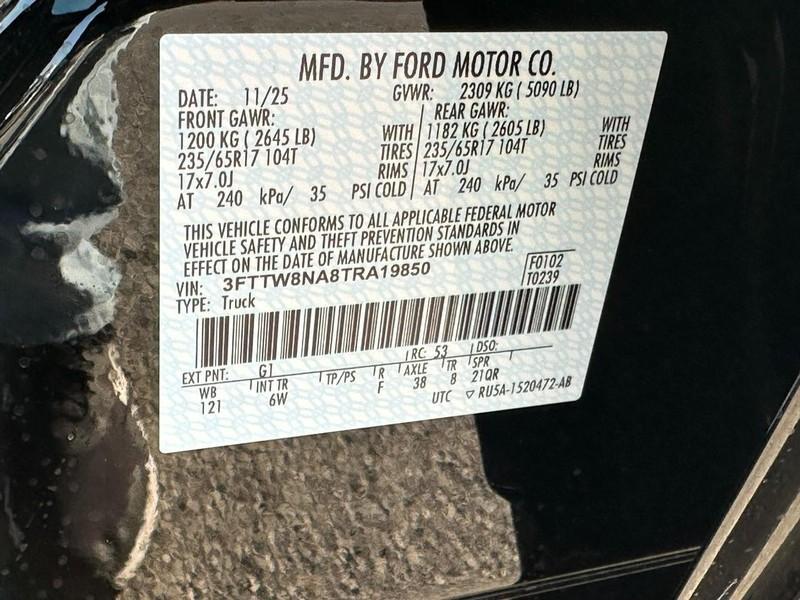 MFD. BY FORD MOTOR CO.
DATE: 11/25 GVWR: 2309 KG ( 5090 LB)
FRONT GAWR: REAR GAWR:
1200 KG ( 2645 LB) WITH 1182 KG ( 2605 LB) WITH
235/65R17 104T TIRES 235/65R17 104T TIRES
17x7.0J RIMS 17x7.0J RIMS
AT 240 kPa/ 35 PSI COLD AT 240 kPa/ 35 PSI COLD
THIS VEHICLE CONFORMS TO ALL APPLICABLE FEDERAL MOTOR
VEHICLE SAFETY AND THEFT PREVENTION STANDARDS IN
EFFECT ON THE DATE OF MANUFACTURE SHOWN ABOVE.
VIN: 3FTTW8NA8TRA19850 F0102
TYPE: Truck T0239
EXT PNT: G1 RC: 53 DSO:
WB INT TR TP/PS R AXLE TR SPR
121 6W F 38 8 21QR
UTC ▽ RU5A-1520472-AB